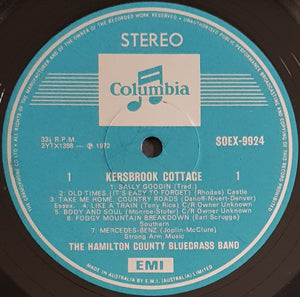 STEREO
Columbia
SOEX-9924
33⅓ R.P.M.
2YTX1388 — ℗ 1972
1 KERSBROOK COTTAGE 1
1. SALLY GOODIN (Trad.)
2. OLD TIMES (IT'S EASY TO FORGET) (Rhodes) Castle
3. TAKE ME HOME, COUNTRY ROADS (Danoff-Nivert-Denver)
Essex. 4. LIKE A TRAIN (Tony Rice) C/R Owner Unknown
5. BODY AND SOUL (Monroe-Stoler) C/R Owner Unknown
6. FOGGY MOUNTAIN BREAKDOWN (Earl Scruggs)
Southern
7. MERCEDES-BENZ (Joplin-McClure) Strong Arm Music
THE HAMILTON COUNTY BLUEGRASS BAND
EMI
MADE IN AUSTRALIA BY E.M.I. (AUSTRALIA) LIMITED